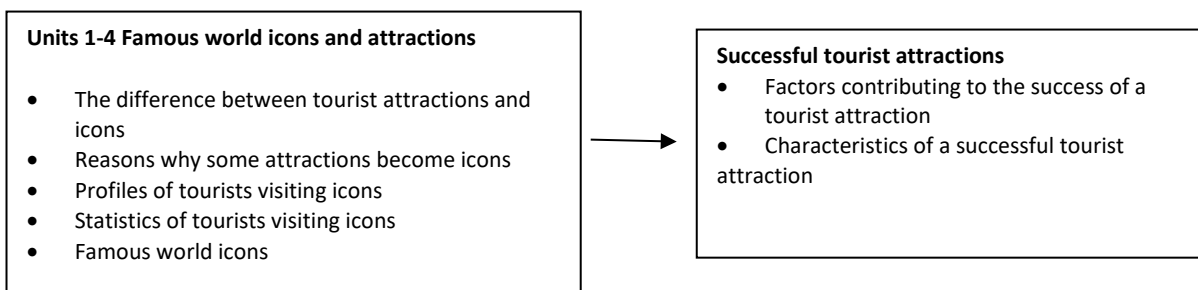 Units 1-4 Famous world icons and attractions
• The difference between tourist attractions and
icons
• Reasons why some attractions become icons
• Profiles of tourists visiting icons
• Statistics of tourists visiting icons
• Famous world icons
Successful tourist attractions
• Factors contributing to the success of a
tourist attraction
• Characteristics of a successful tourist
attraction